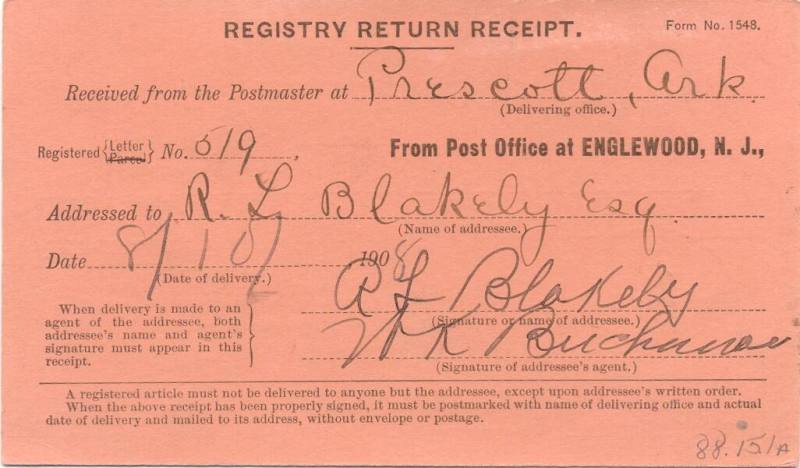 REGISTRY RETURN RECEIPT.
Form No. 1548.
Received from the Postmaster at Prescott, Ark.
(Delivering office.)
Registered {Letter Parcel} No. 519,
From Post Office at ENGLEWOOD, N. J.,
Addressed to R. L. Blakely Esq.
(Name of addressee.)
Date 8/10/ 1908
(Date of delivery.)
R L Blakely
(Signature or name of addressee.)
When delivery is made to an
agent of the addressee, both
addressee's name and agent's
signature must appear in this
receipt.
W K Buchanan
(Signature of addressee's agent.)
A registered article must not be delivered to anyone but the addressee, except upon addressee's written order.
When the above receipt has been properly signed, it must be postmarked with name of delivering office and actual
date of delivery and mailed to its address, without envelope or postage.
88.151A